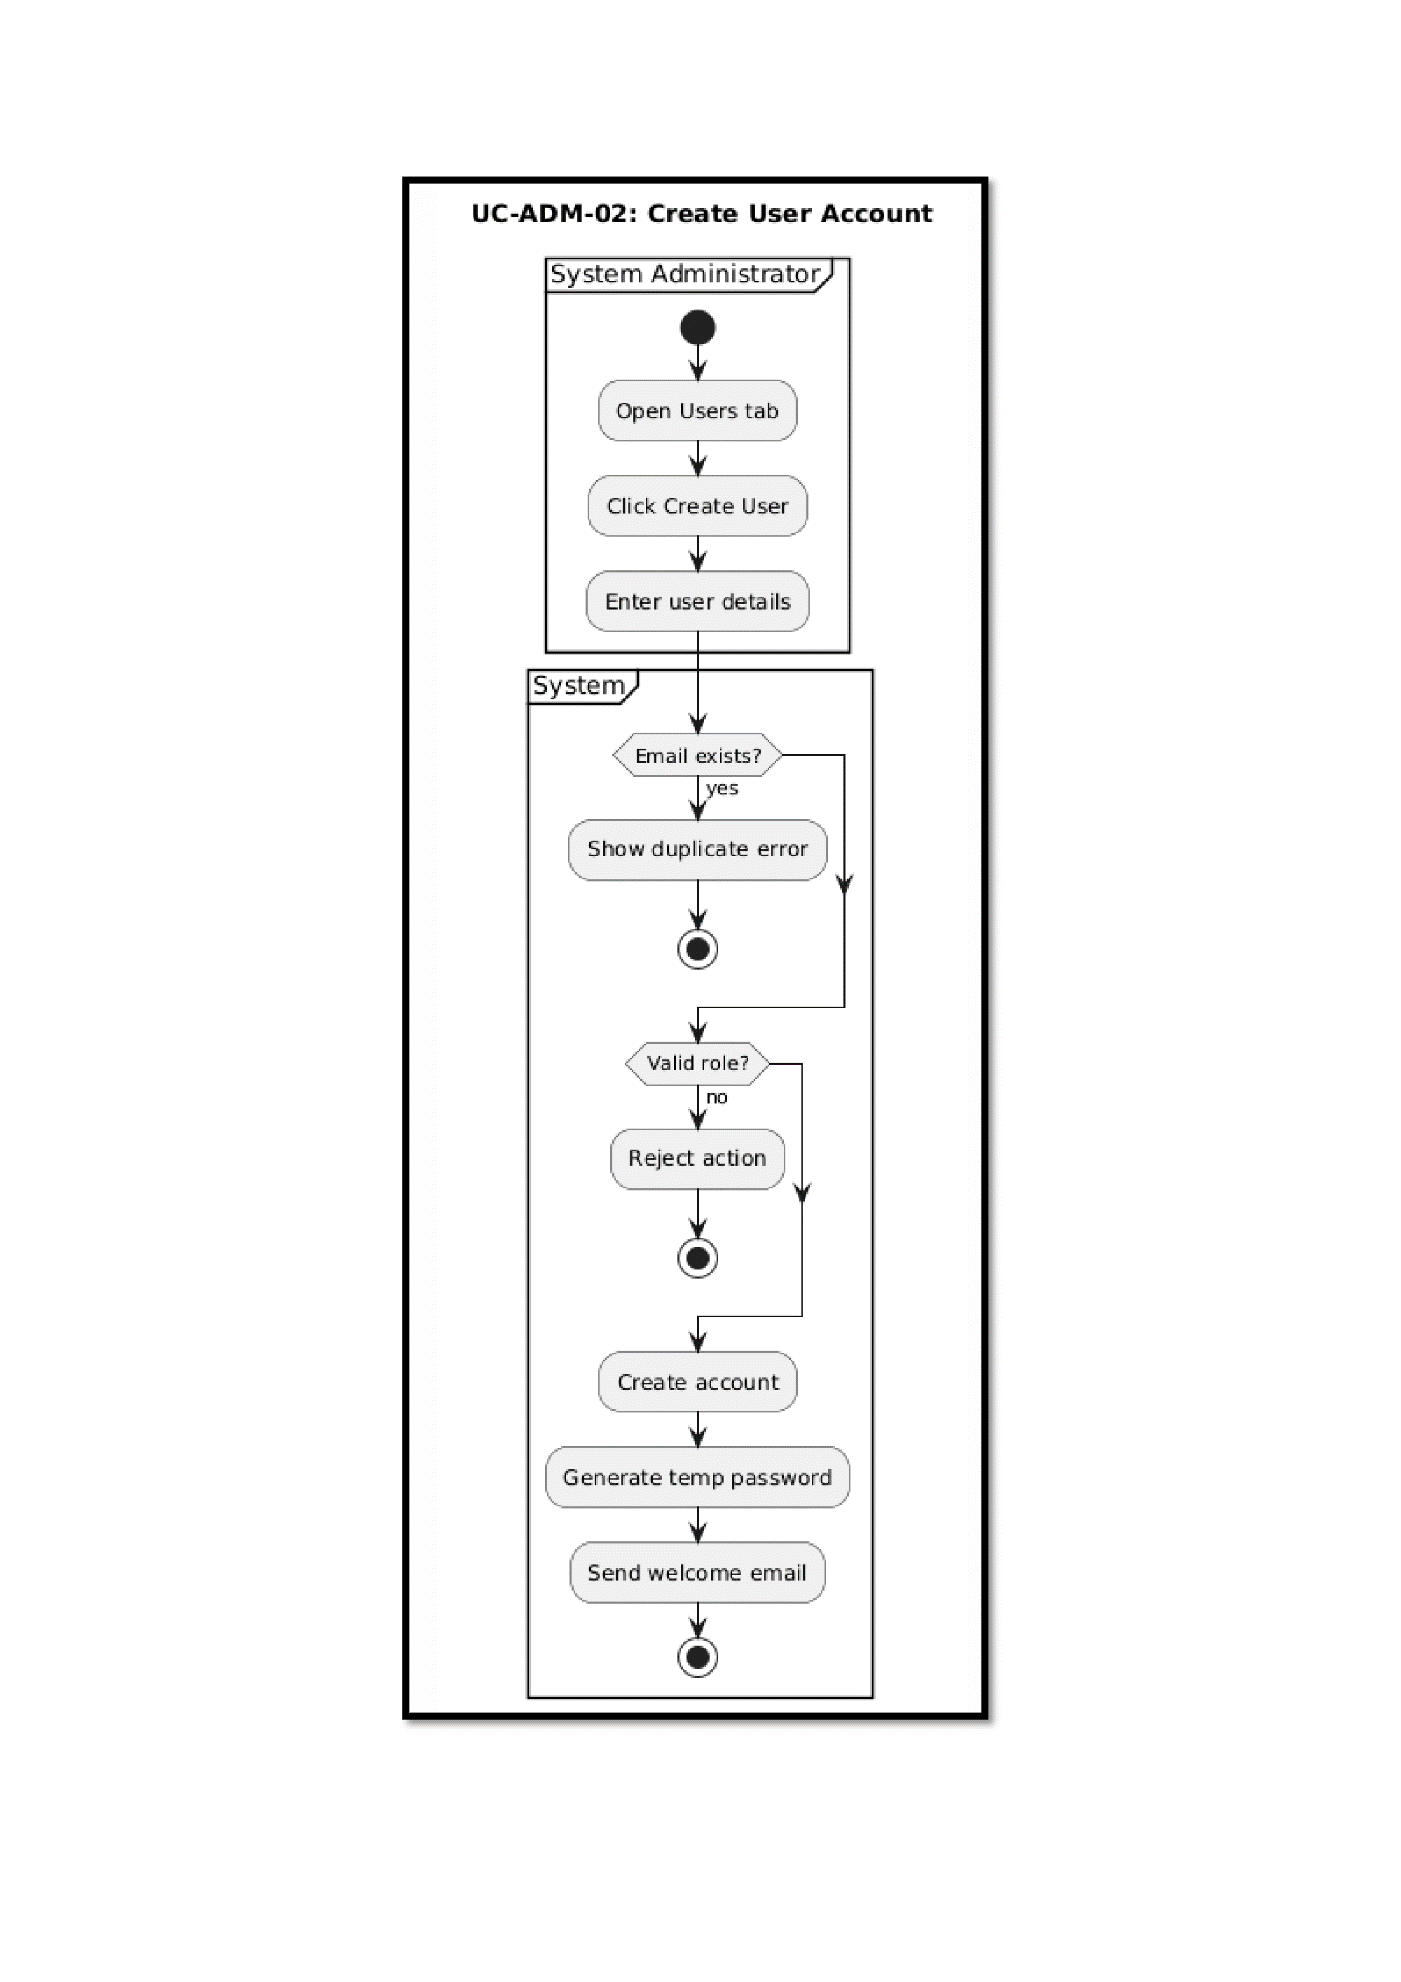 UC-ADM-02: Create User Account
System Administrator
Open Users tab
Click Create User
Enter user details
System
Email exists?
yes
Show duplicate error
Valid role?
no
Reject action
Create account
Generate temp password
Send welcome email